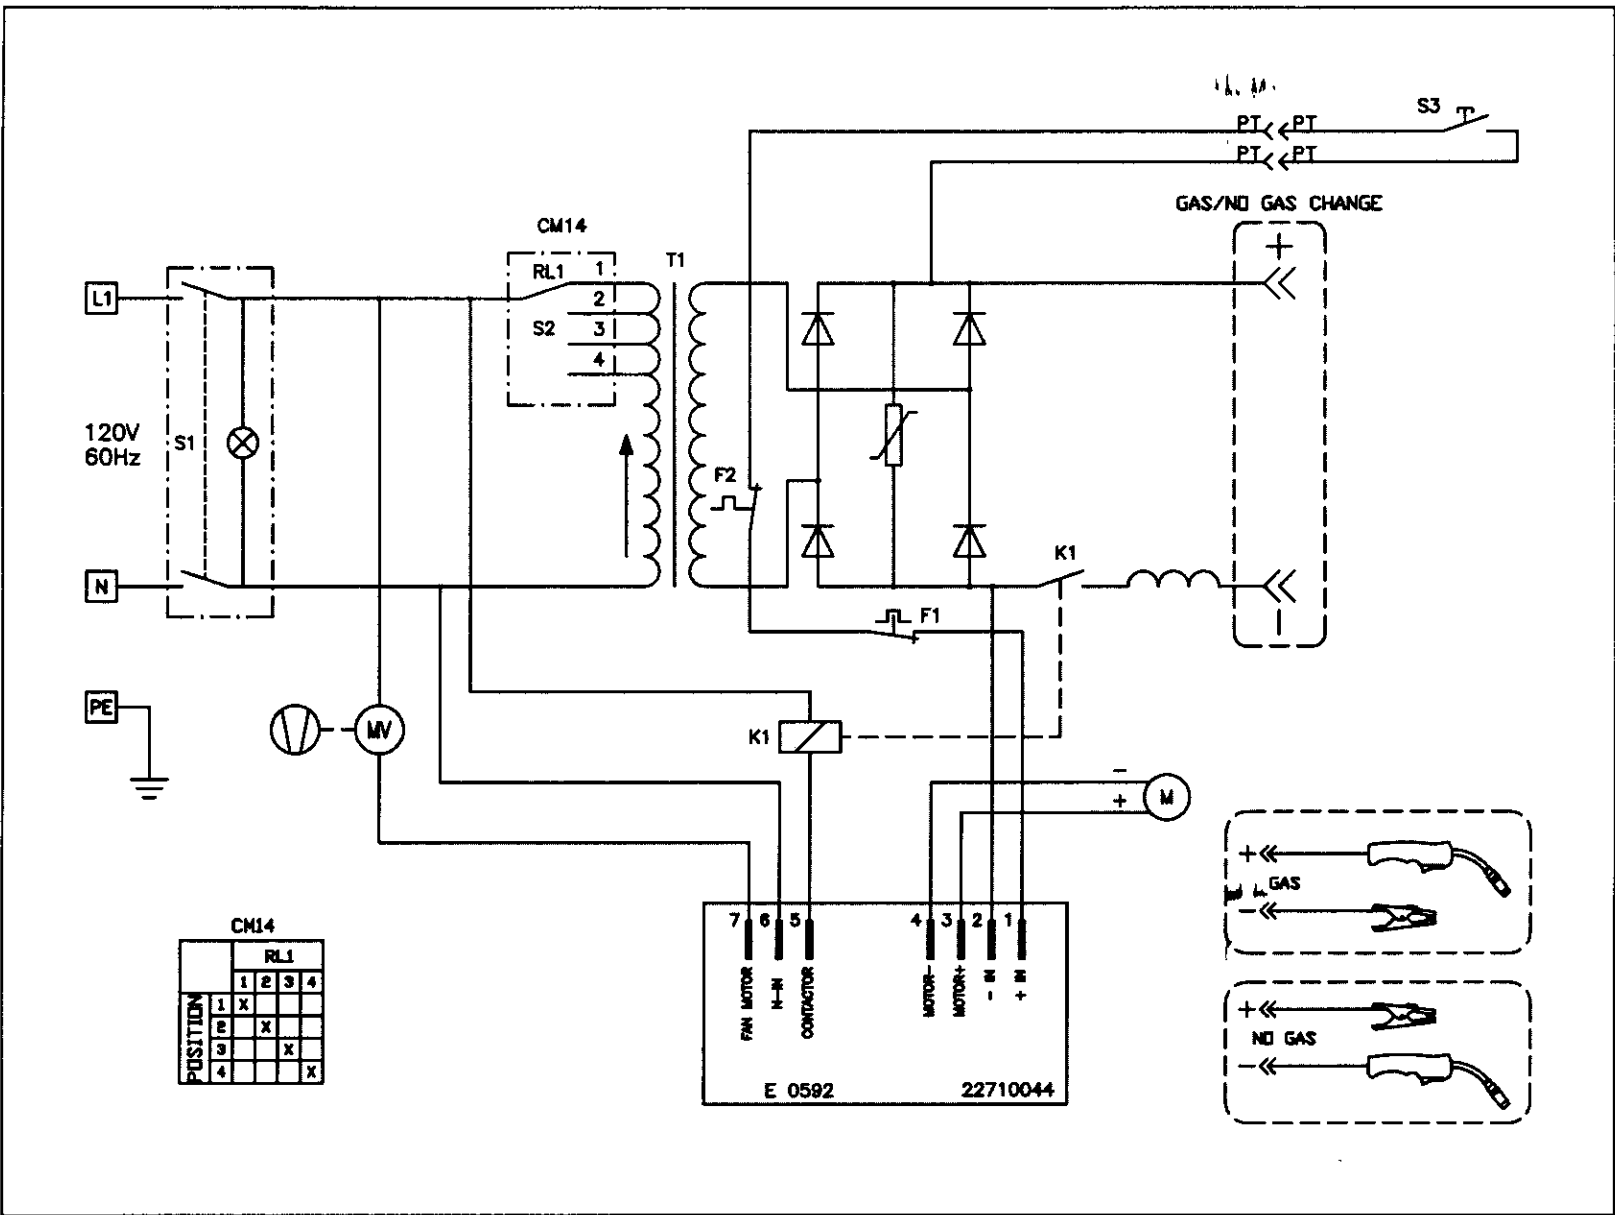 S3
PT PT
PT PT
GAS/NO GAS CHANGE
+
CM14
RL1 1
2
S2 3
4
T1
L1
120V
60Hz
S1
F2
K1
N
F1
−
PE
MV
K1
−
+
M
+
GAS
−
+
NO GAS
−
7 6 5 4 3 2 1
FAN MOTOR
N-IN
CONTACTOR
MOTOR-
MOTOR+
- IN
+ IN
E 0592 22710044
CM14
RL1
1 2 3 4
POSITION
1 X
2 X
3 X
4 X